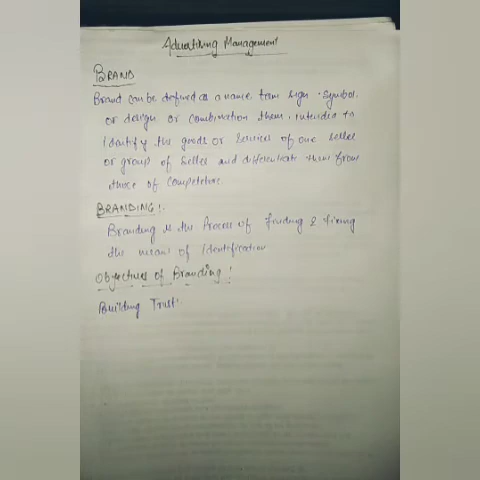 Advertising Management
BRAND
Brand can be defined as a name term sign, symbol
or design or combination them, intended to
identify the goods or services of one seller
or group of seller and differenticate them from
those of competetors.
BRANDING:-
Branding is the Process of finding & fixing
the means of identification
Objectives of Branding:
Building Trust: